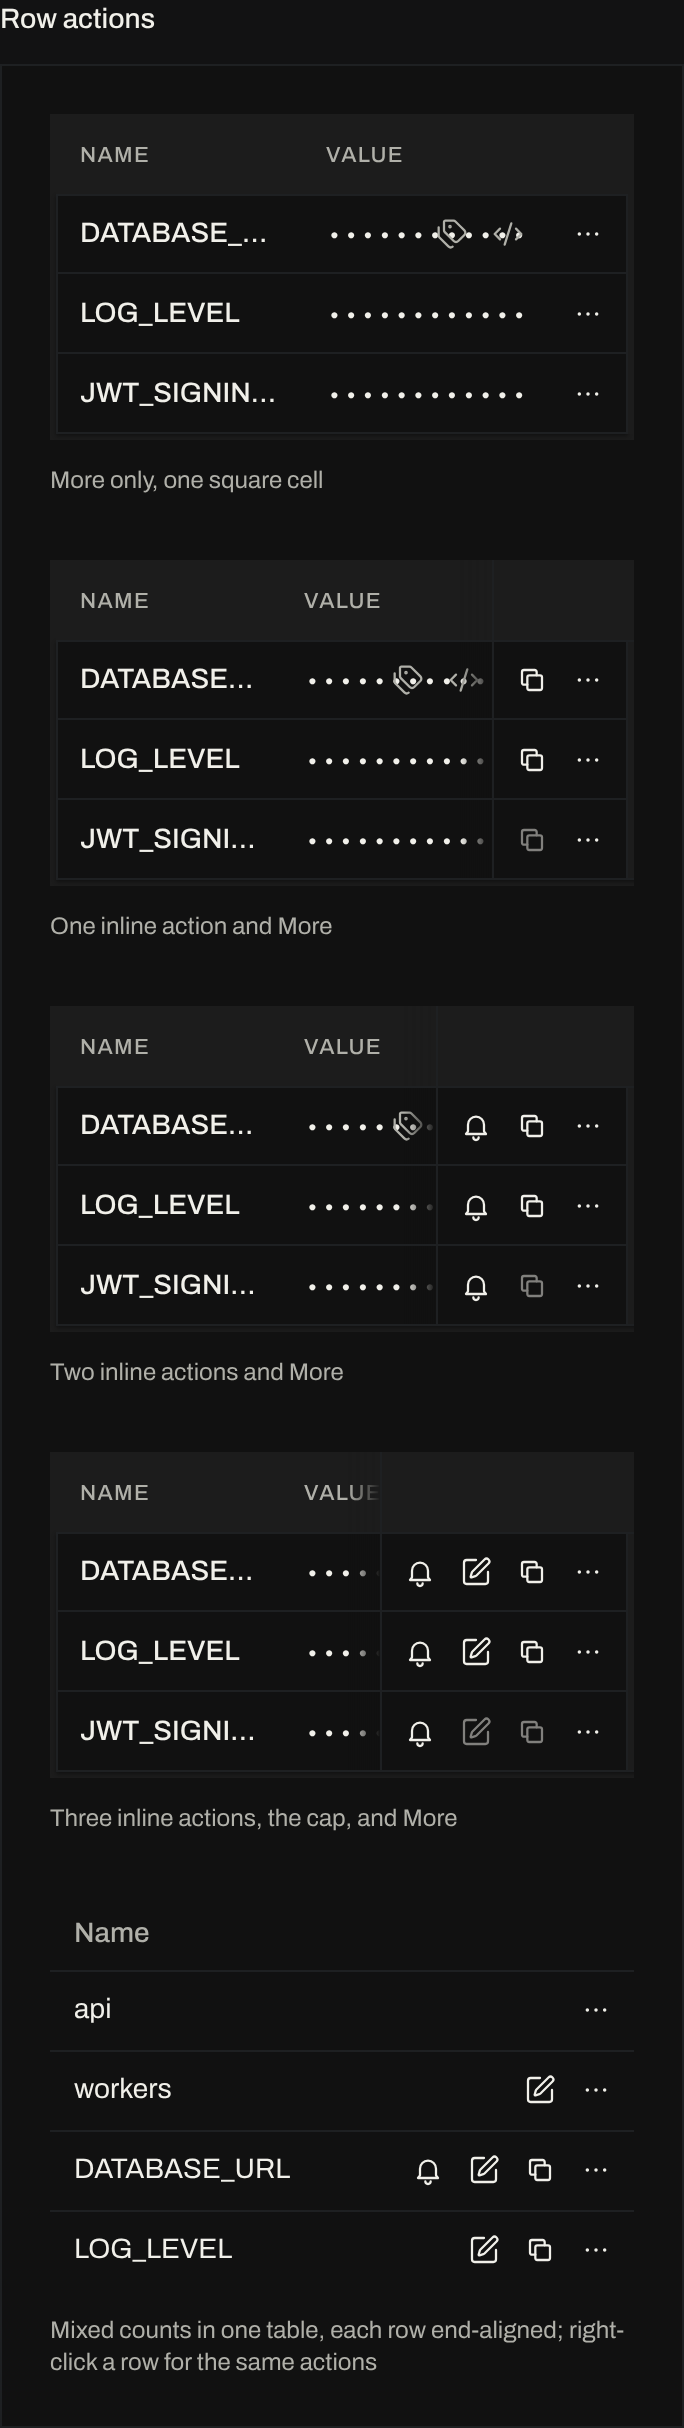 Row actions
NAME VALUE
DATABASE_...
LOG_LEVEL
JWT_SIGNIN...
More only, one square cell
NAME VALUE
DATABASE...
LOG_LEVEL
JWT_SIGNI...
One inline action and More
NAME VALUE
DATABASE...
LOG_LEVEL
JWT_SIGNI...
Two inline actions and More
NAME VALUE
DATABASE...
LOG_LEVEL
JWT_SIGNI...
Three inline actions, the cap, and More
Name
api
workers
DATABASE_URL
LOG_LEVEL
Mixed counts in one table, each row end-aligned; right-
click a row for the same actions